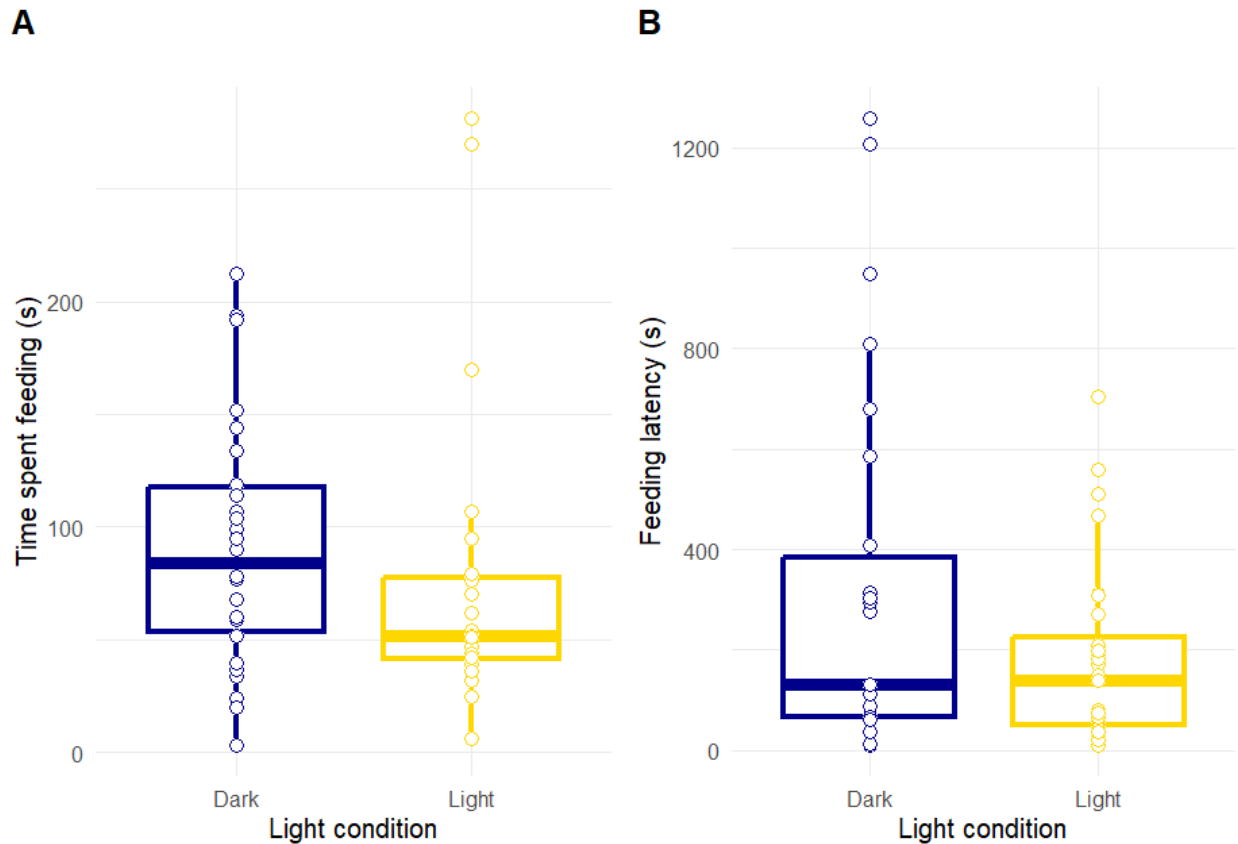 A
Time spent feeding (s)
200
100
0
Dark
Light
Light condition
B
Feeding latency (s)
1200
800
400
0
Dark
Light
Light condition